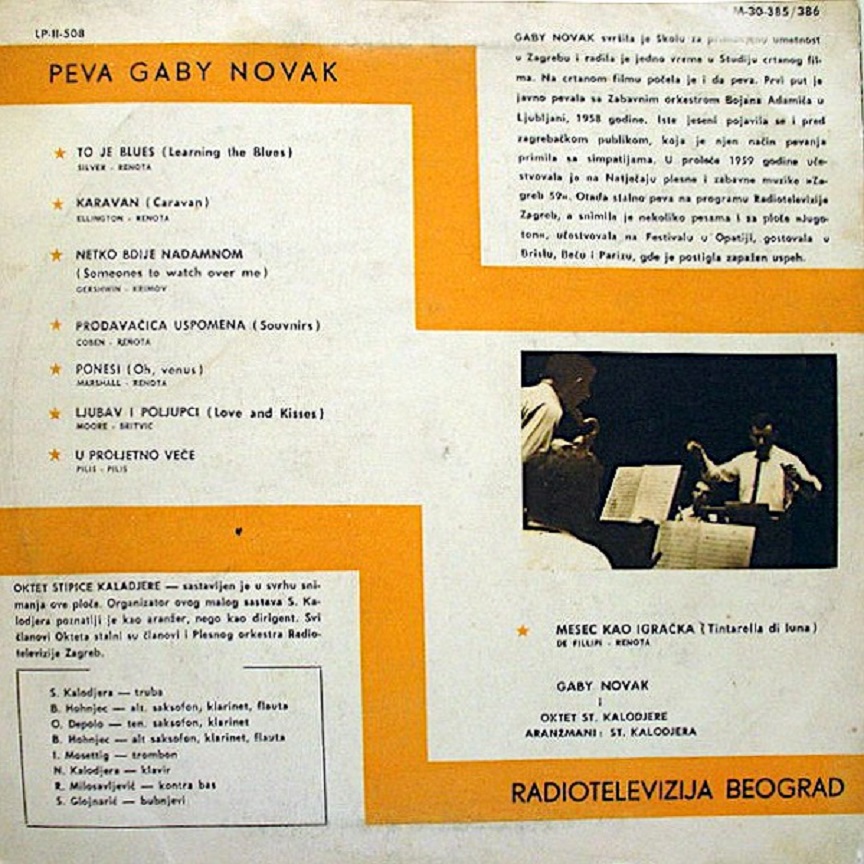 M-30-385/386
LP-II-508
PEVA GABY NOVAK
★ TO JE BLUES (Learning the Blues)
SILVER - RENOTA
★ KARAVAN (Caravan)
ELLINGTON - RENOTA
★ NETKO BDIJE NADAMNOM
(Someones to watch over me)
GERSHWIN - KRIMOV
★ PRODAVAČICA USPOMENA (Souvnirs)
COBEN - RENOTA
★ PONESI (Oh, venus)
MARSHALL - RENOTA
★ LJUBAV I POLJUPCI (Love and Kisses)
MOORE - BRITVIC
★ U PROLJETNO VEČE
PILIS - PILIS
GABY NOVAK svršila je školu za primijenjenu umetnost
u Zagrebu i radila je jedno vreme u Studiju crtanog fil-
ma. Na crtanom filmu počela je i da peva. Prvi put je
javno pevala sa Zabavnim orkestrom Bojana Adamiča u
Ljubljani, 1958 godine. Iste jeseni pojavila se i pred
zagrebačkom publikom, koja je njen način pevanja
primila sa simpatijama. U proleće 1959 godine uče-
stvovala je na Natječaju plesne i zabavne muzike »Za-
greb 59«. Otada stalno peva na programu Radiotelevizije
Zagreb, a snimila je nekoliko pesama i za ploče »Jugo-
ton«, učestvovala na Festivalu u Opatiji, gostovala u
Brislu, Beču i Parizu, gde je postigla zapažen uspeh.
OKTET STIPICE KALADJERE — sastavljen je u svrhu sni-
manja ove ploče. Organizator ovog malog sastava S. Ka-
lodjera poznatiji je kao aranžer, nego kao dirigent. Svi
članovi Okteta stalni su članovi i Plesnog orkestra Radio-
televizije Zagreb.
S. Kalodjera — truba
B. Hohnjec — alt. saksofon, klarinet, flauta
O. Depolo — ten. saksofon, klarinet
B. Hohnjec — alt saksofon, klarinet, flauta
I. Mosettig — trombon
N. Kalodjera — klavir
R. Milosavljević — kontra bas
S. Glojnarić — bubnjevi
★ MESEC KAO IGRAČKA (Tintarella di luna)
DE FILLIPI - RENOTA
GABY NOVAK
i
OKTET ST. KALODJERE
ARANŽMANI: ST. KALODJERA
RADIOTELEVIZIJA BEOGRAD